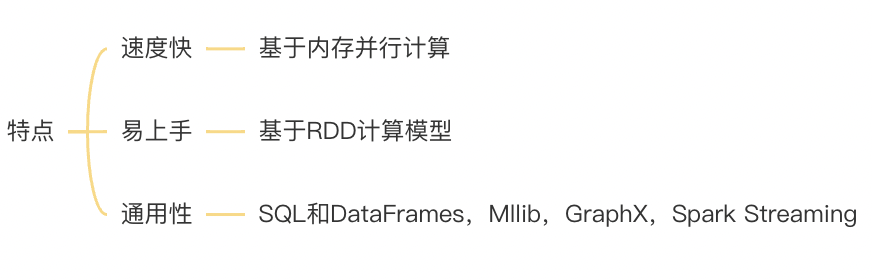 速度快 基于内存并行计算
特点 易上手 基于RDD计算模型
通用性 SQL和DataFrames，Mllib，GraphX，Spark Streaming